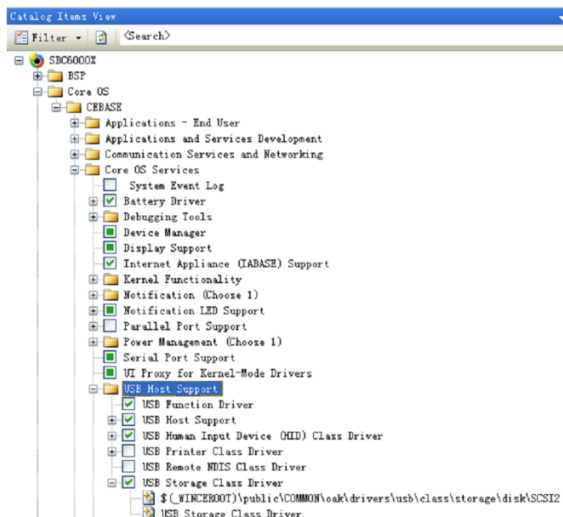 Catalog Items View
Filter
<Search>
SBC6000X
BSP
Core OS
CEBASE
Applications - End User
Applications and Services Development
Communication Services and Networking
Core OS Services
System Event Log
Battery Driver
Debugging Tools
Device Manager
Display Support
Internet Appliance (IABASE) Support
Kernel Functionality
Notification (Choose 1)
Notification LED Support
Parallel Port Support
Power Management (Choose 1)
Serial Port Support
UI Proxy for Kernel-Mode Drivers
USB Host Support
USB Function Driver
USB Host Support
USB Human Input Device (HID) Class Driver
USB Printer Class Driver
USB Remote NDIS Class Driver
USB Storage Class Driver
$(_WINCEROOT)\public\COMMON\oak\drivers\usb\class\storage\disk\SCSI2
USB Storage Class Driver